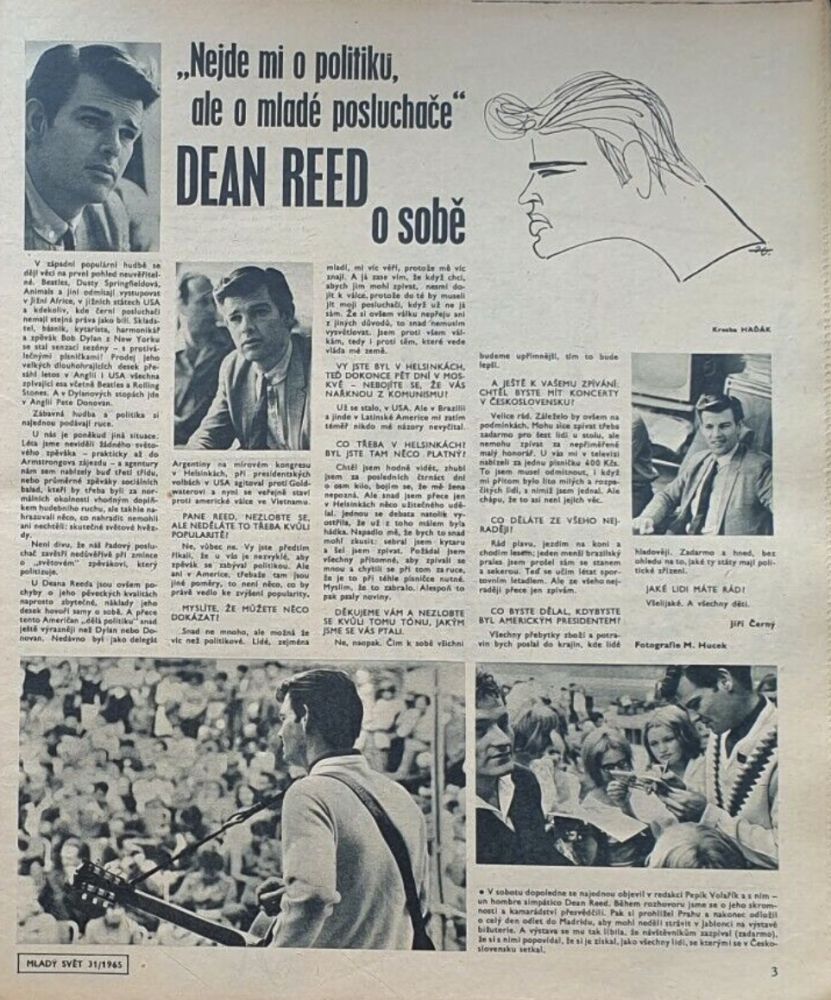 „Nejde mi o politiku,
ale o mladé posluchače“
DEAN REED
o sobě
V západní populární hudbě se
dějí věci na první pohled neuvěřitel-
né. Beatles, Dusty Springfieldová,
Animals a jiní odmítají vystupovat
v Jižní Africe, v jižních státech USA
a kdekoliv, kde černí posluchači
nemají stejná práva jako bílí. Sklada-
tel, básník, kytarista, harmonikář
a zpěvák Bob Dylan z New Yorku
se stal senzací sezóny – s protivá-
lečnými písničkami! Prodej jeho
velkých dlouhohrajících desek pře-
sáhl letos v Anglii i USA všechna
zpívající esa včetně Beatles a Rolling
Stones. A v Dylanových stopách jde
v Anglii Pete Donovan.
Zábavná hudba a politika si
najednou podávají ruce.
U nás je poněkud jiná situace.
Léta jsme neviděli žádného světo-
vého zpěváka – prakticky až do
Armstrongova zájezdu – a agentury
k nám sem nabízely buď třetí třídu,
nebo průměrné zpěváky sociálních
balad, kteří by třeba byli za nor-
málních okolností vhodným doplň-
kem hudebního ruchu, ale takhle na-
hrazovali něco, co nahradit nemohli
ani nechtěli: skutečné světové hvěz-
dy.
Není divu, že náš řadový poslu-
chač zavětří nedůvěřivě při zmínce
o „světovém“ zpěvákovi, který
politizuje.
U Deana Reeda jsou ovšem po-
chyby o jeho pěveckých kvalitách
naprosto zbytečné, náklady jeho
desek hovoří samy o sobě. A přece
tento Američan „dělá politiku“ snad
ještě výrazněji než Dylan nebo Do-
novan. Nedávno byl jako delegát
Argentiny na mírovém kongresu
v Helsinkách, při presidentských
volbách v USA agitoval proti Gold-
waterovi a nyní se veřejně staví
proti americké válce ve Vietnamu.
PANE REED, NEZLOBTE SE,
ALE NEDĚLÁTE TO TŘEBA KVŮLI
POPULARITĚ?
Ne, vůbec ne. Vy jste předtím
říkali, že u vás je nezvyklé, aby
zpěvák se zabýval politikou. Ale
ani v Americe, třebaže tam jsou
jiné poměry, to není něco, co by
právě vedlo ke zvýšení popularity.
MYSLÍTE, ŽE MŮŽETE NĚCO
DOKÁZAT?
Snad ne mnoho, ale možná že
víc než politikové. Lidé, zejména
mladí, mi víc věří, protože mě víc
znají. A já zase vím, že když chci,
abych jim mohl zpívat, nesmí do-
jít k válce, protože do té by museli
jít moji posluchači, když už ne já
sám. Že si ovšem válku nepřeju ani
z jiných důvodů, to snad nemusím
vysvětlovat. Jsem proti všem vál-
kám, tedy i proti těm, které vede
vláda mé země.
VY JSTE BYL V HELSINKÁCH,
TEĎ DOKONCE PĚT DNÍ V MOS-
KVĚ – NEBOJÍTE SE, ŽE VÁS
NAŘKNOU Z KOMUNISMU?
Už se stalo, v USA. Ale v Brazílii
a jinde v Latinské Americe mi zatím
téměř nikdo mé názory nevyčítal.
CO TŘEBA V HELSINKÁCH?
BYL JSTE TAM NĚCO PLATNÝ?
Chtěl jsem hodně vidět, zhubl
jsem za posledních čtrnáct dní
o osm kilo, bojím se, že mě žena
nepozná. Ale snad jsem přece jen
v Helsinkách něco užitečného udě-
lal. Jednou se debata natolik vy-
ostřila, že už z toho málem byla
hádka. Napadlo mě, že bych to snad
mohl zkusit: sebral jsem kytaru
a šel jsem zpívat. Požádal jsem
všechny přítomné, aby zpívali se
mnou a chytili se při tom za ruce,
že je to při téhle písničce nutné.
Myslím, že to zabralo. Alespoň to
pak psaly noviny.
DĚKUJEME VÁM A NEZLOBTE
SE KVŮLI TOMU TÓNU, JAKÝM
JSME SE VÁS PTALI.
Ne, naopak. Čím k sobě všichni
Kresba HAĎÁK
budeme upřímnější, tím to bude
lepší.
A JEŠTĚ K VAŠEMU ZPÍVÁNÍ:
CHTĚL BYSTE MÍT KONCERTY
V ČESKOSLOVENSKU?
Velice rád. Záleželo by ovšem na
podmínkách. Mohu sice zpívat třeba
zadarmo pro šest lidí u stolu, ale
nemohu zpívat za nepřiměřeně
malý honorář. U vás mi v televizi
nabízeli za jednu písničku 400 Kčs.
To jsem musel odmítnout, i když
mi přitom bylo líto milých a rozpa-
čitých lidí, s nimiž jsem jednal. Ale
chápu, že to asi není jejich věc.
CO DĚLÁTE ZE VŠEHO NEJ-
RADĚJI?
Rád plavu, jezdím na koni a
chodím lesem; jeden menší brazilský
prales jsem prošel sám se stanem
a sekerou. Teď se učím létat spor-
tovním letadlem. Ale ze všeho nej-
raději přece jen zpívám.
CO BYSTE DĚLAL, KDYBYSTE
BYL AMERICKÝM PRESIDENTEM?
Všechny přebytky zboží a potra-
vin bych poslal do krajin, kde lidé
hladovějí. Zadarmo a hned, bez
ohledu na to, jaké ty státy mají poli-
tické zřízení.
JAKÉ LIDI MÁTE RÁD?
Všelijaké. A všechny děti.
Jiří Černý
Fotografie M. Hucek
• V sobotu dopoledne se najednou objevil v redakci Pepík Volařík a s ním –
un hombre simpático Dean Reed. Během rozhovoru jsme se o jeho skrom-
nosti a kamarádství přesvědčili. Pak si prohlížel Prahu a nakonec odložil
o celý den odlet do Madridu, aby mohl neděli strávit v Jablonci na výstavě
bižuterie. A výstava se mu tak líbila, že návštěvníkům zazpíval (zadarmo),
že si s nimi popovídal, že si je získal, jako všechny lidi, se kterými se v Česko-
slovensku setkal.
MLADÝ SVĚT 31/1965
3